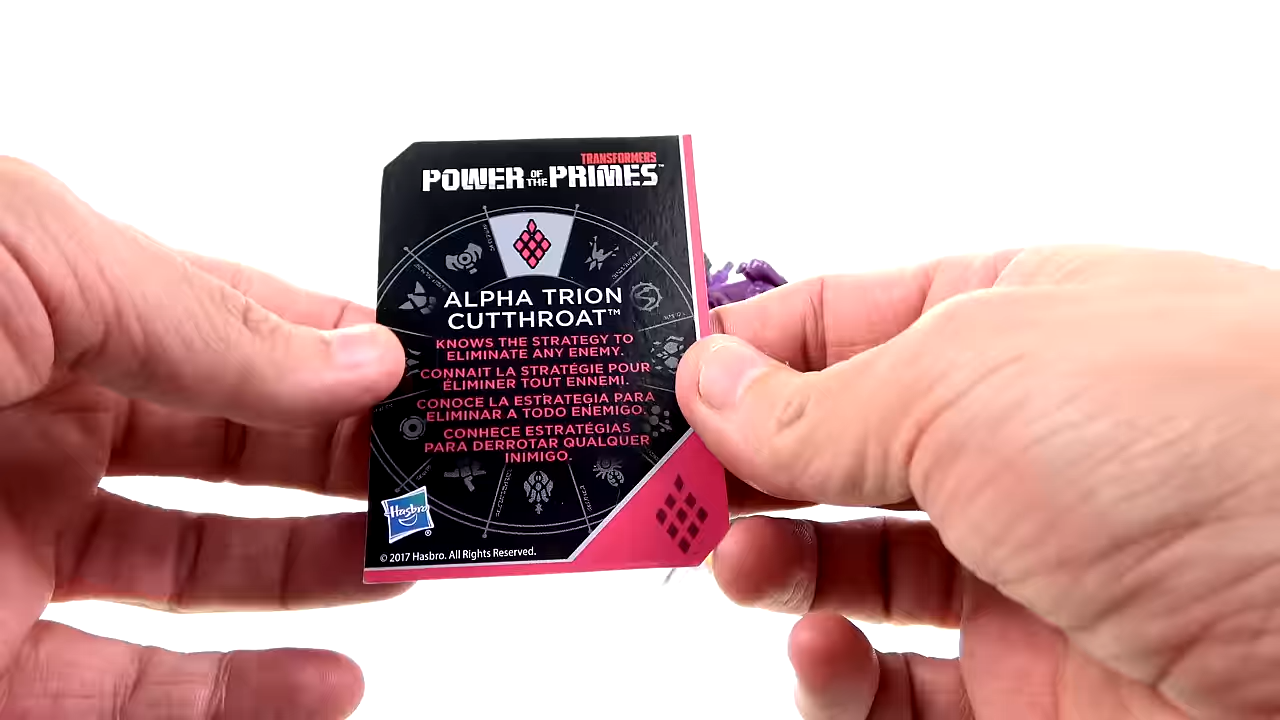 TRANSFORMERS
POWER OF THE PRIMES™
ALPHA TRION
CUTTHROAT™
KNOWS THE STRATEGY TO
ELIMINATE ANY ENEMY.
CONNAIT LA STRATÉGIE POUR
ÉLIMINER TOUT ENNEMI.
CONOCE LA ESTRATEGIA PARA
ELIMINAR A TODO ENEMIGO.
CONHECE ESTRATÉGIAS
PARA DERROTAR QUALQUER
INIMIGO.
Hasbro®
© 2017 Hasbro. All Rights Reserved.